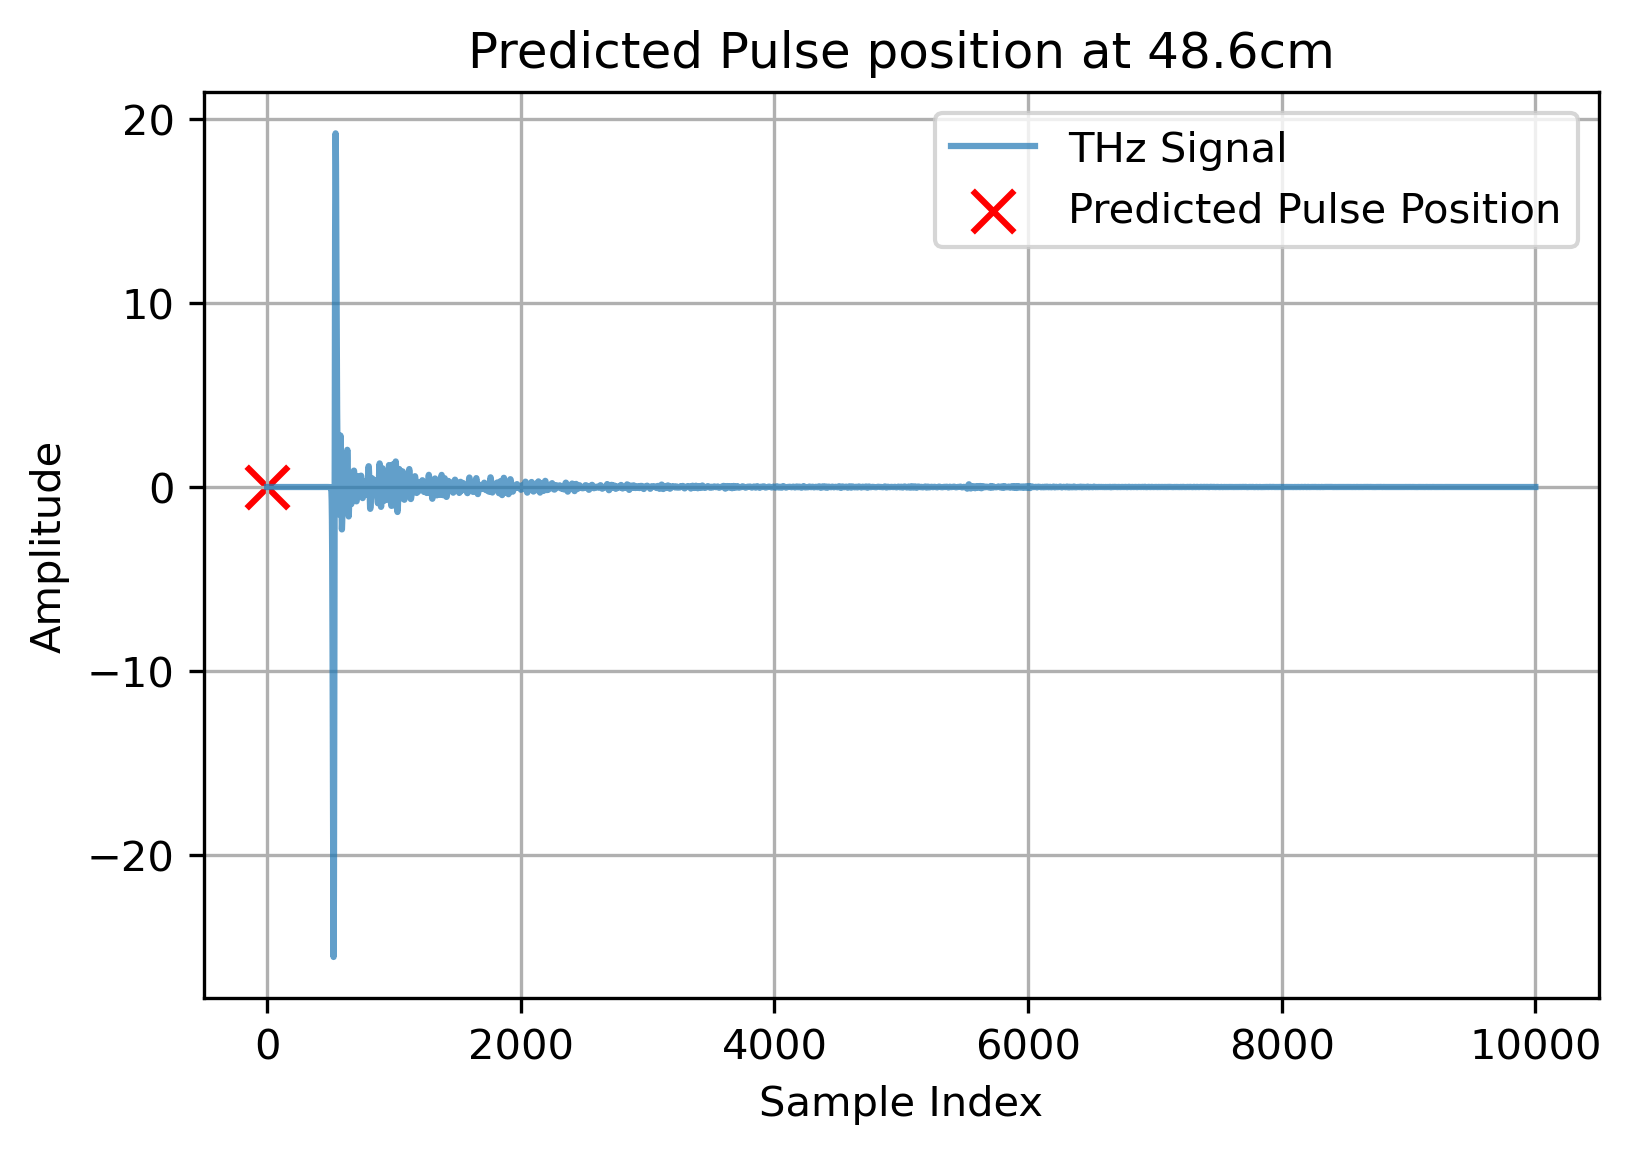 Predicted Pulse position at 48.6cm
THz Signal
Predicted Pulse Position
20
10
0
−10
−20
Amplitude
0 2000 4000 6000 8000 10000
Sample Index